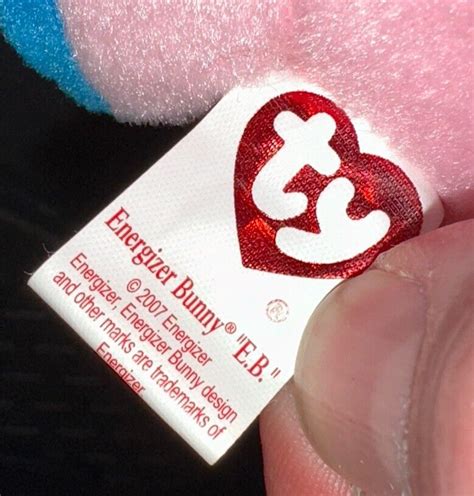 ty
®
Energizer Bunny® "E.B."
© 2007 Energizer
Energizer, Energizer Bunny design
and other marks are trademarks of
Energizer.